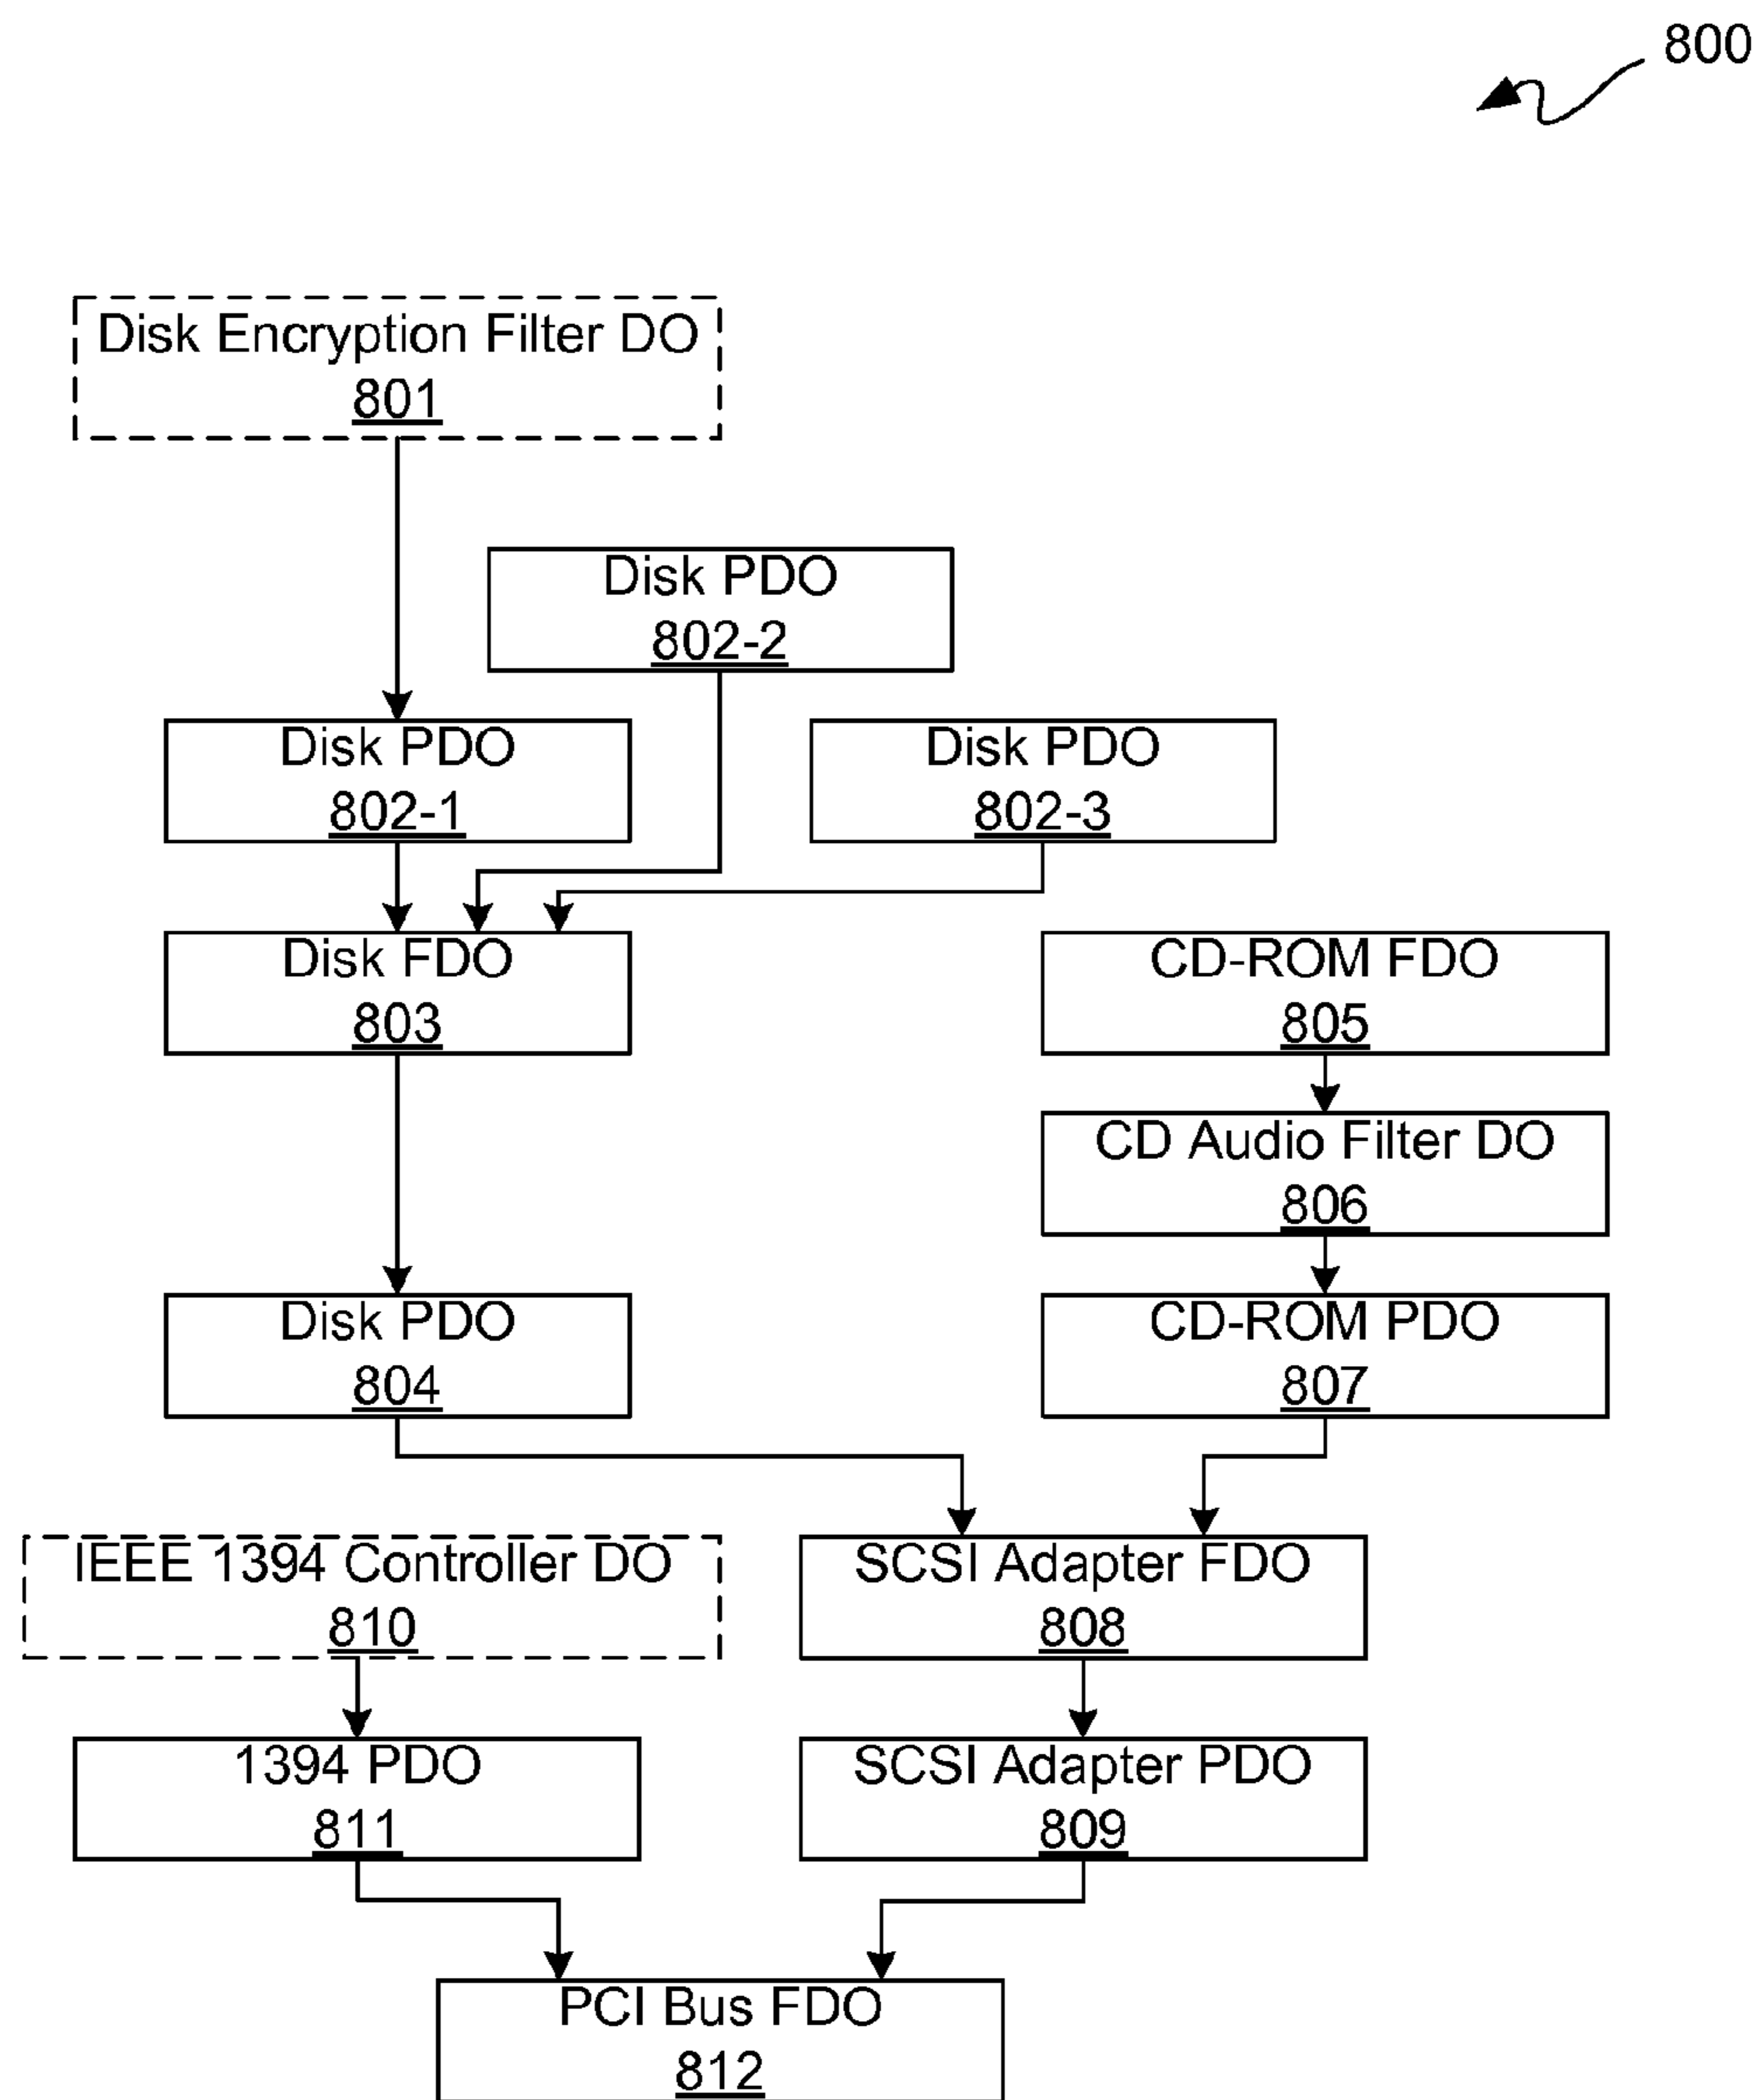 800
Disk Encryption Filter DO
801
Disk PDO
802-2
Disk PDO
802-1
Disk PDO
802-3
Disk FDO
803
CD-ROM FDO
805
CD Audio Filter DO
806
Disk PDO
804
CD-ROM PDO
807
IEEE 1394 Controller DO
810
SCSI Adapter FDO
808
1394 PDO
811
SCSI Adapter PDO
809
PCI Bus FDO
812